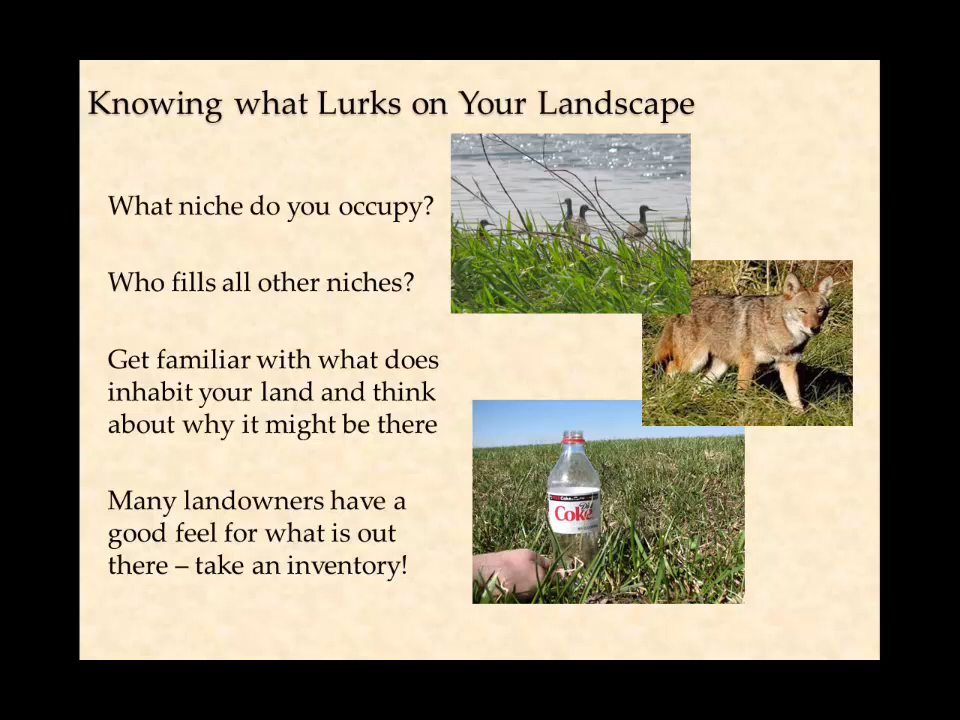 Knowing what Lurks on Your Landscape
What niche do you occupy?
Who fills all other niches?
Get familiar with what does
inhabit your land and think
about why it might be there
Many landowners have a
good feel for what is out
there – take an inventory!
Coke